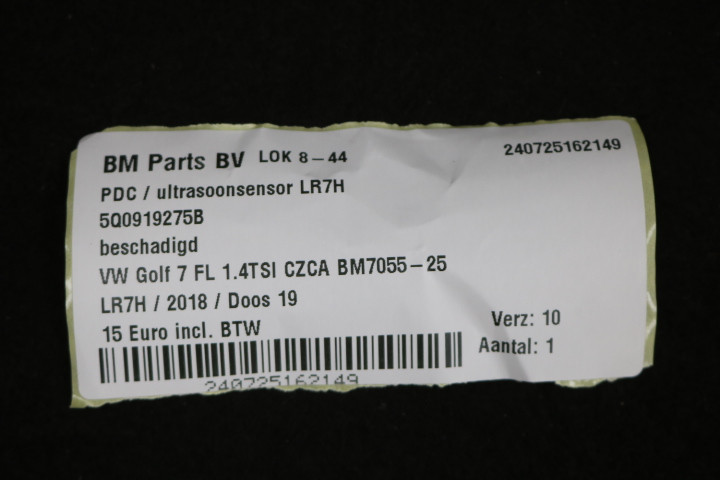 BM Parts BV LOK 8-44 240725162149
PDC / ultrasoonsensor LR7H
5Q0919275B
beschadigd
VW Golf 7 FL 1.4TSI CZCA BM7055-25
LR7H / 2018 / Doos 19
15 Euro incl. BTW Verz: 10
Aantal: 1
240725162149